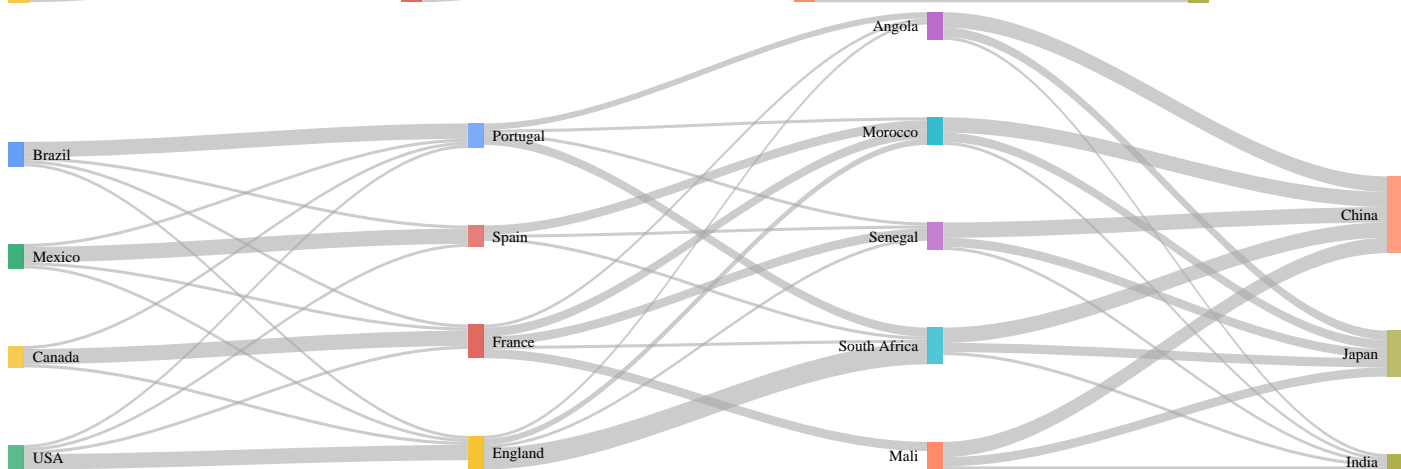 Angola
Portugal
Morocco
Brazil
China
Spain
Senegal
Mexico
France
South Africa
Japan
Canada
England
Mali
USA
India